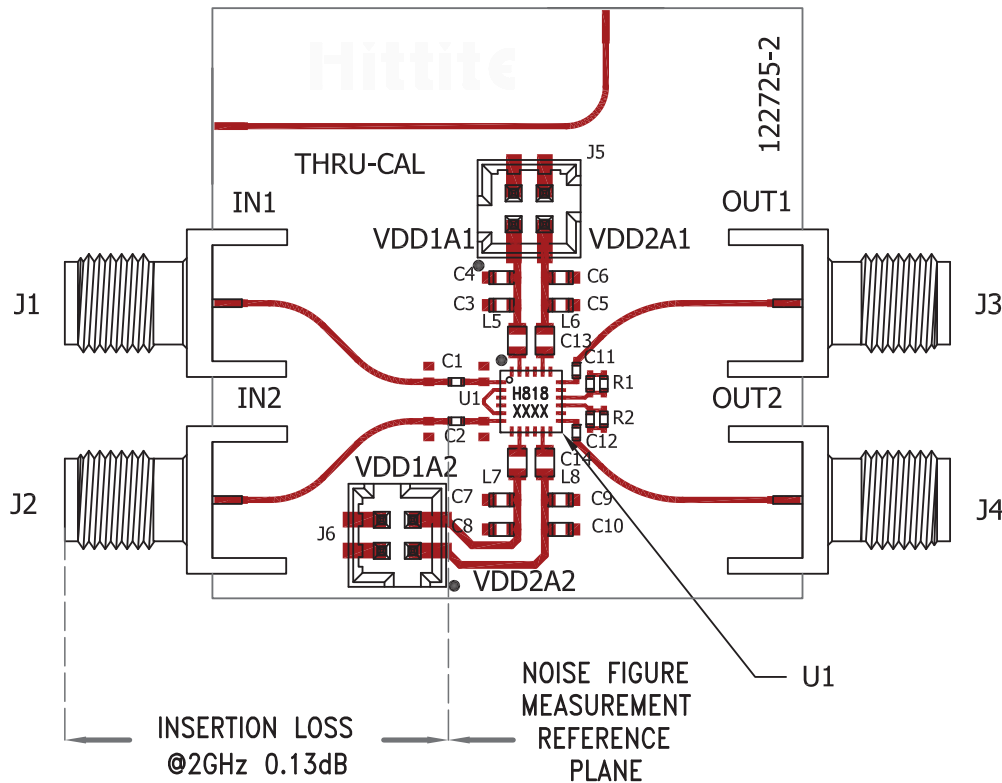 Hittite
122725-2
THRU-CAL
J5
IN1
OUT1
VDD1A1
VDD2A1
C4
C6
C3
C5
J1
J3
L5
L6
C13
C11
C1
R1
U1
H818
XXXX
IN2
OUT2
C2
R2
C12
VDD1A2
C14
L7
L8
J2
C7
C9
J4
J6
C8
C10
VDD2A2
U1
NOISE FIGURE
MEASUREMENT
REFERENCE
PLANE
INSERTION LOSS
@2GHz 0.13dB